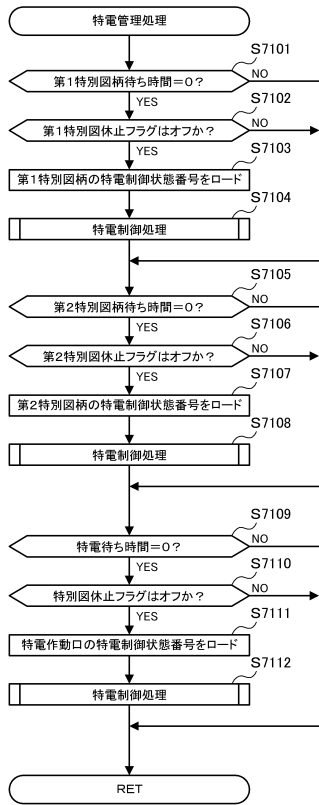 特電管理処理
S7101
第1特別図柄待ち時間=0?
NO
YES
S7102
第1特別図休止フラグはオフか?
NO
YES
S7103
第1特別図柄の特電制御状態番号をロード
S7104
特電制御処理
S7105
第2特別図柄待ち時間=0?
NO
YES
S7106
第2特別図休止フラグはオフか?
NO
YES
S7107
第2特別図柄の特電制御状態番号をロード
S7108
特電制御処理
S7109
特電待ち時間=0?
NO
YES
S7110
特別図休止フラグはオフか?
NO
YES
S7111
特電作動口の特電制御状態番号をロード
S7112
特電制御処理
RET